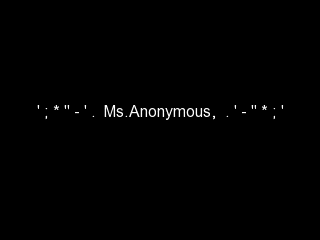 ' ; * " - ' .  Ms.Anonymous,  . ' - " * ; '